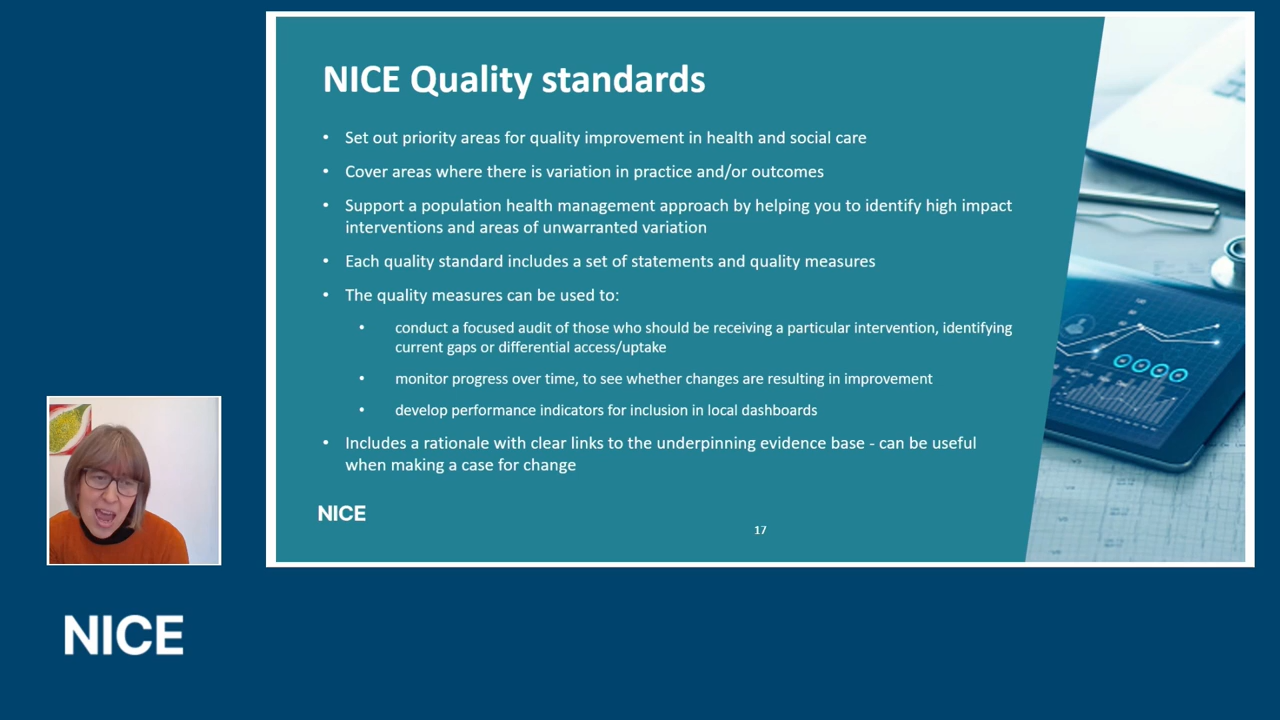 NICE Quality standards
• Set out priority areas for quality improvement in health and social care
• Cover areas where there is variation in practice and/or outcomes
• Support a population health management approach by helping you to identify high impact
interventions and areas of unwarranted variation
• Each quality standard includes a set of statements and quality measures
• The quality measures can be used to:
• conduct a focused audit of those who should be receiving a particular intervention, identifying
current gaps or differential access/uptake
• monitor progress over time, to see whether changes are resulting in improvement
• develop performance indicators for inclusion in local dashboards
• Includes a rationale with clear links to the underpinning evidence base - can be useful
when making a case for change
NICE
17
NICE